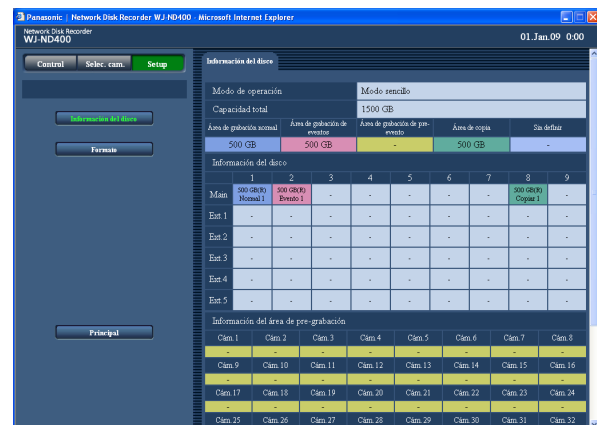 Panasonic | Network Disk Recorder WJ-ND400 - Microsoft Internet Explorer
Network Disk Recorder
WJ-ND400
01.Jan.09 0:00
Control Selec. cam. Setup
Información del disco
Formato
Principal
Información del disco
Modo de operación Modo sencillo
Capacidad total 1500 GB
Área de grabación normal Área de grabación de eventos Área de grabación de pre-evento Área de copia Sin definir
500 GB 500 GB - 500 GB -
Información del disco
1 2 3 4 5 6 7 8 9
Main 500 GB(R) Normal 1 500 GB(R) Evento 1 - - - - - 500 GB(R) Copiar 1 -
Ext.1 - - - - - - - - -
Ext.2 - - - - - - - - -
Ext.3 - - - - - - - - -
Ext.4 - - - - - - - - -
Ext.5 - - - - - - - - -
Información del área de pre-grabación
Cám.1 Cám.2 Cám.3 Cám.4 Cám.5 Cám.6 Cám.7 Cám.8
- - - - - - - -
Cám.9 Cám.10 Cám.11 Cám.12 Cám.13 Cám.14 Cám.15 Cám.16
- - - - - - - -
Cám.17 Cám.18 Cám.19 Cám.20 Cám.21 Cám.22 Cám.23 Cám.24
- - - - - - - -
Cám.25 Cám.26 Cám.27 Cám.28 Cám.29 Cám.30 Cám.31 Cám.32